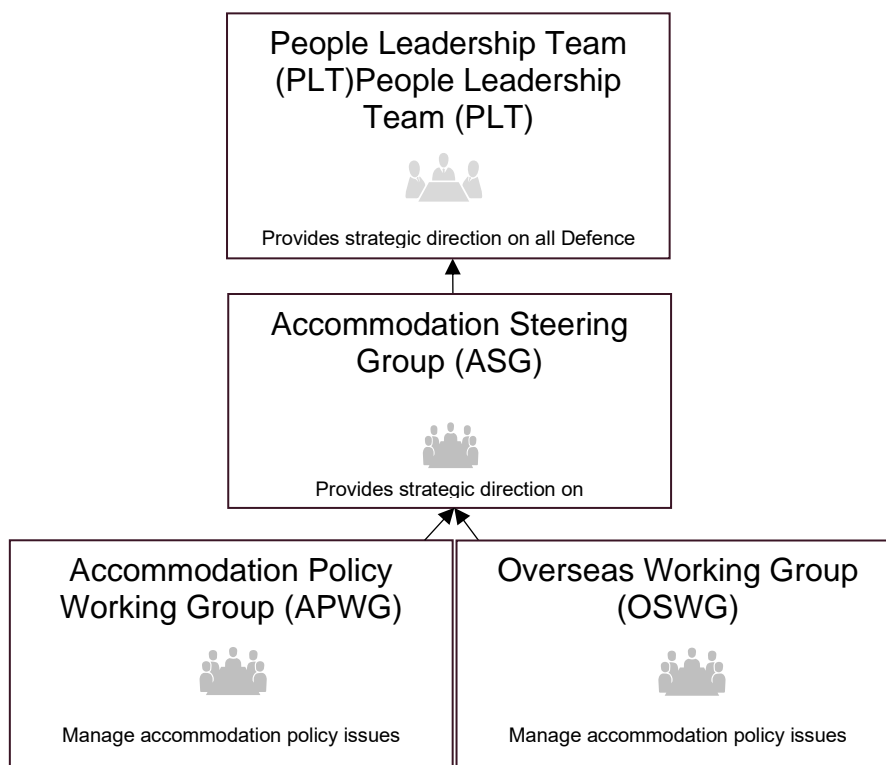 People Leadership Team
(PLT)People Leadership
Team (PLT)
Provides strategic direction on all Defence
Accommodation Steering
Group (ASG)
Provides strategic direction on
Accommodation Policy
Working Group (APWG)
Manage accommodation policy issues
Overseas Working Group
(OSWG)
Manage accommodation policy issues